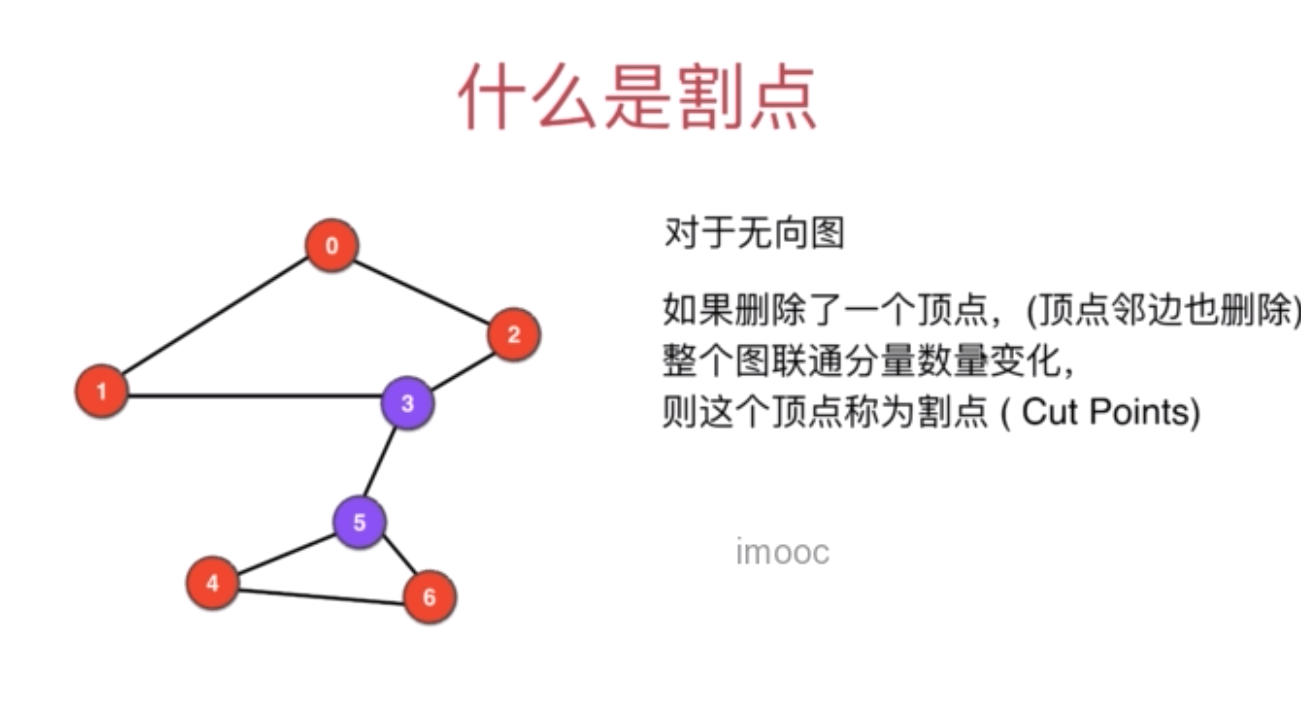 什么是割点
0
对于无向图
如果删除了一个顶点，(顶点邻边也删除)
2
整个图联通分量数量变化，
1
3
则这个顶点称为割点 ( Cut Points)
5
imooc
4
6